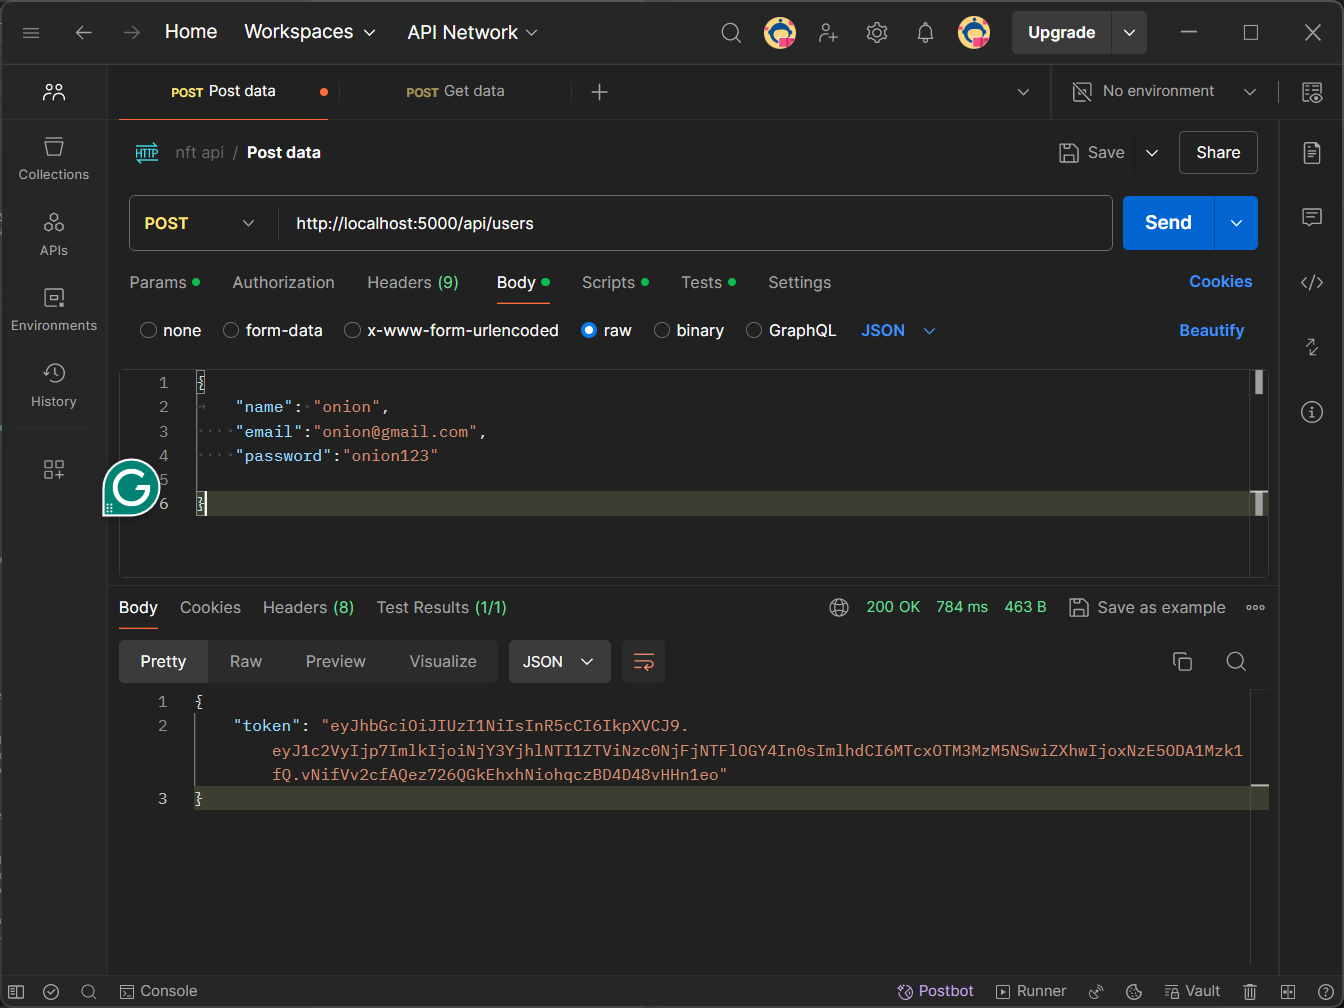 Home Workspaces API Network Upgrade
POST Post data POST Get data No environment
HTTP nft api / Post data Save Share
Collections
APIs
Environments
History
POST http://localhost:5000/api/users Send
Params Authorization Headers (9) Body Scripts Tests Settings Cookies
none form-data x-www-form-urlencoded raw binary GraphQL JSON Beautify
1 {
2 "name": "onion",
3 "email":"onion@gmail.com",
4 "password":"onion123"
5
6 }
G
Body Cookies Headers (8) Test Results (1/1) 200 OK 784 ms 463 B Save as example
Pretty Raw Preview Visualize JSON
1 {
2 "token": "eyJhbGciOiJIUzI1NiIsInR5cCI6IkpXVCJ9.
eyJ1c2VyIjp7ImlkIjoiNjY3YjhlNTI1ZTViNzc0NjFjNTFlOGY4In0sImlhdCI6MTcxOTM3MzM5NSwiZXhwIjoxNzE5ODA1Mzk1
fQ.vNifVv2cfAQez726QGkEhxhNiohqczBD4D48vHHn1eo"
3 }
Console Postbot Runner Vault